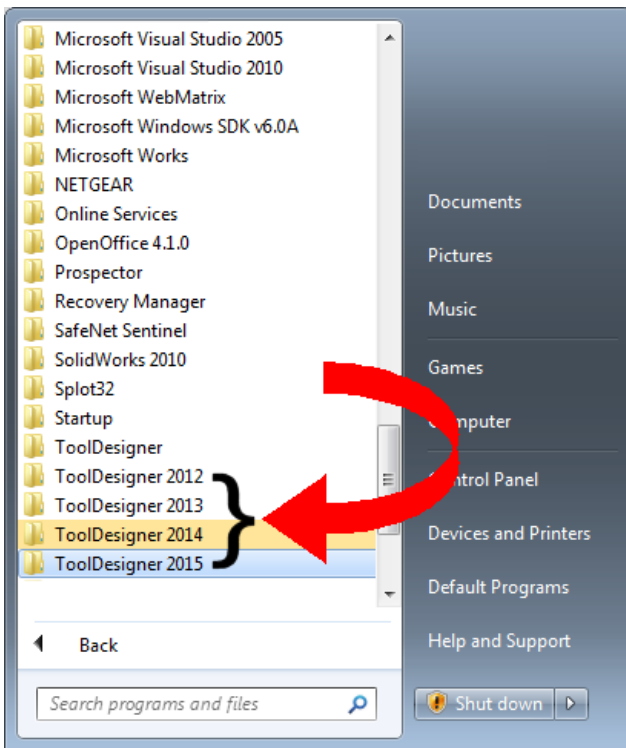 Microsoft Visual Studio 2005
Microsoft Visual Studio 2010
Microsoft WebMatrix
Microsoft Windows SDK v6.0A
Microsoft Works
NETGEAR
Online Services
OpenOffice 4.1.0
Prospector
Recovery Manager
SafeNet Sentinel
SolidWorks 2010
Splot32
Startup
ToolDesigner
ToolDesigner 2012
ToolDesigner 2013
ToolDesigner 2014
ToolDesigner 2015
}
Back
Search programs and files
Documents
Pictures
Music
Games
mputer
ntrol Panel
Devices and Printers
Default Programs
Help and Support
Shut down